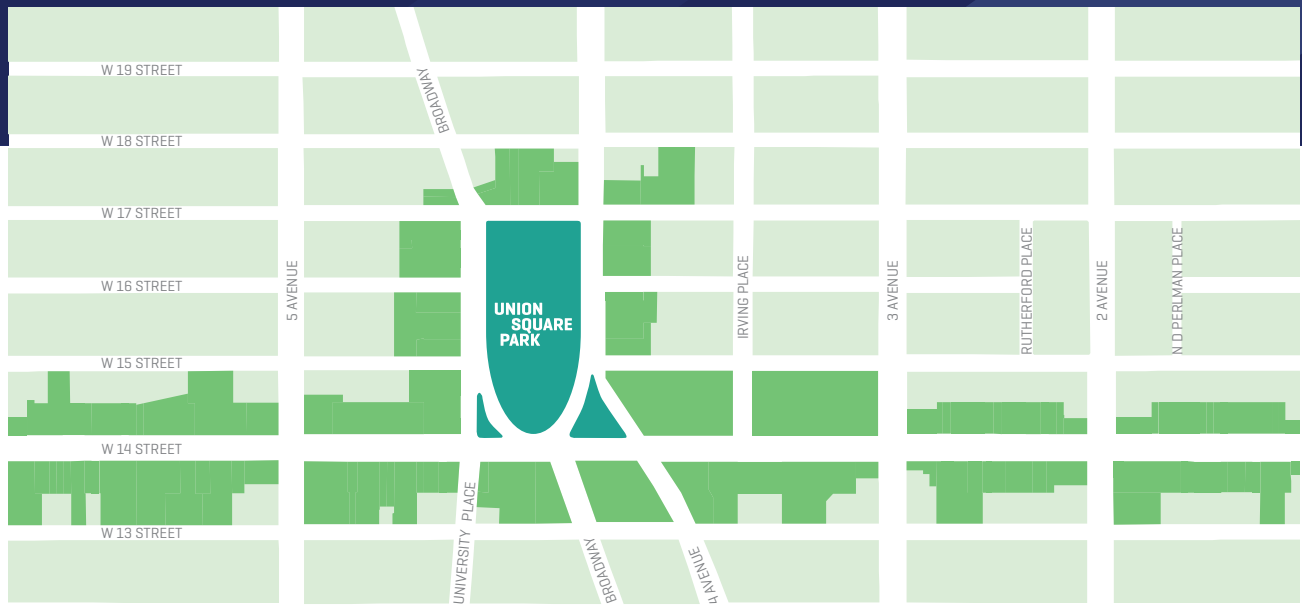 W 19 STREET
BROADWAY
W 18 STREET
W 17 STREET
5 AVENUE
W 16 STREET
UNION
SQUARE
PARK
IRVING PLACE
3 AVENUE
RUTHERFORD PLACE
2 AVENUE
N D PERLMAN PLACE
W 15 STREET
W 14 STREET
UNIVERSITY PLACE
W 13 STREET
BROADWAY
4 AVENUE